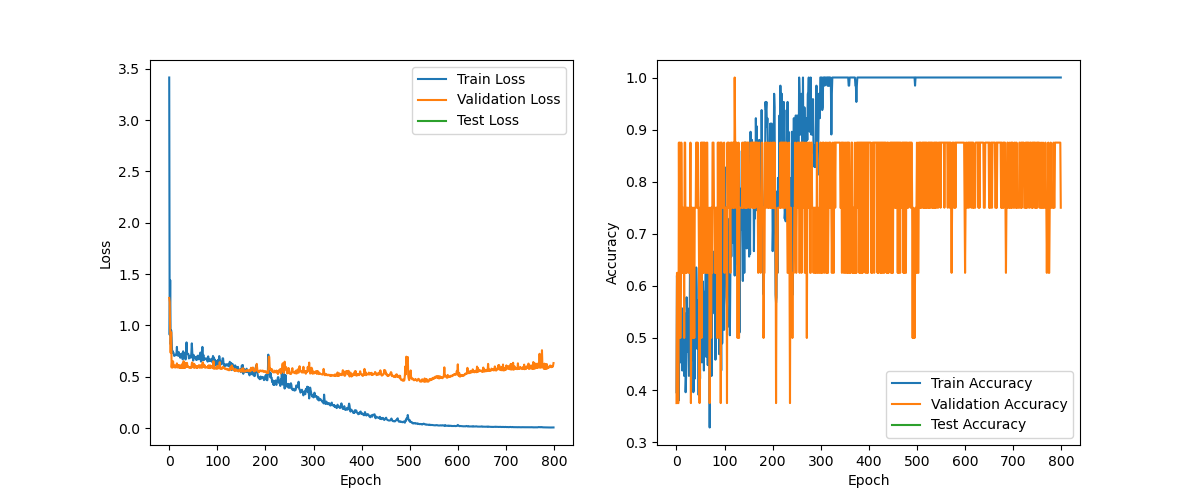 3.5
3.0
2.5
2.0
1.5
1.0
0.5
0.0
Loss
0 100 200 300 400 500 600 700 800
Epoch
Train Loss
Validation Loss
Test Loss
1.0
0.9
0.8
0.7
0.6
0.5
0.4
0.3
Accuracy
0 100 200 300 400 500 600 700 800
Epoch
Train Accuracy
Validation Accuracy
Test Accuracy